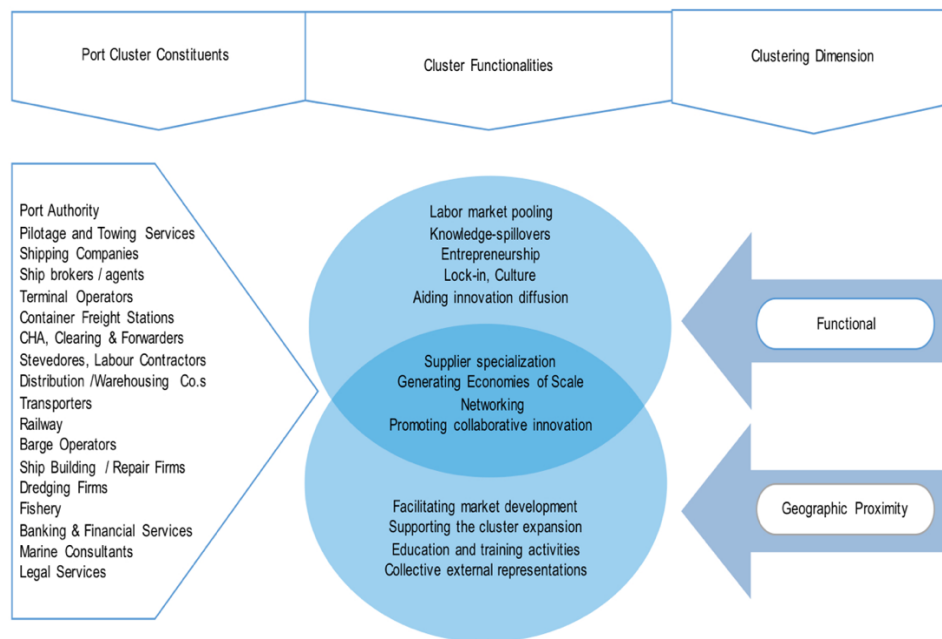 Port Cluster Constituents
Cluster Functionalities
Clustering Dimension
Port Authority
Pilotage and Towing Services
Shipping Companies
Ship brokers / agents
Terminal Operators
Container Freight Stations
CHA, Clearing & Forwarders
Stevedores, Labour Contractors
Distribution /Warehousing Co.s
Transporters
Railway
Barge Operators
Ship Building / Repair Firms
Dredging Firms
Fishery
Banking & Financial Services
Marine Consultants
Legal Services
Labor market pooling
Knowledge-spillovers
Entrepreneurship
Lock-in, Culture
Aiding innovation diffusion
Supplier specialization
Generating Economies of Scale
Networking
Promoting collaborative innovation
Facilitating market development
Supporting the cluster expansion
Education and training activities
Collective external representations
Functional
Geographic Proximity